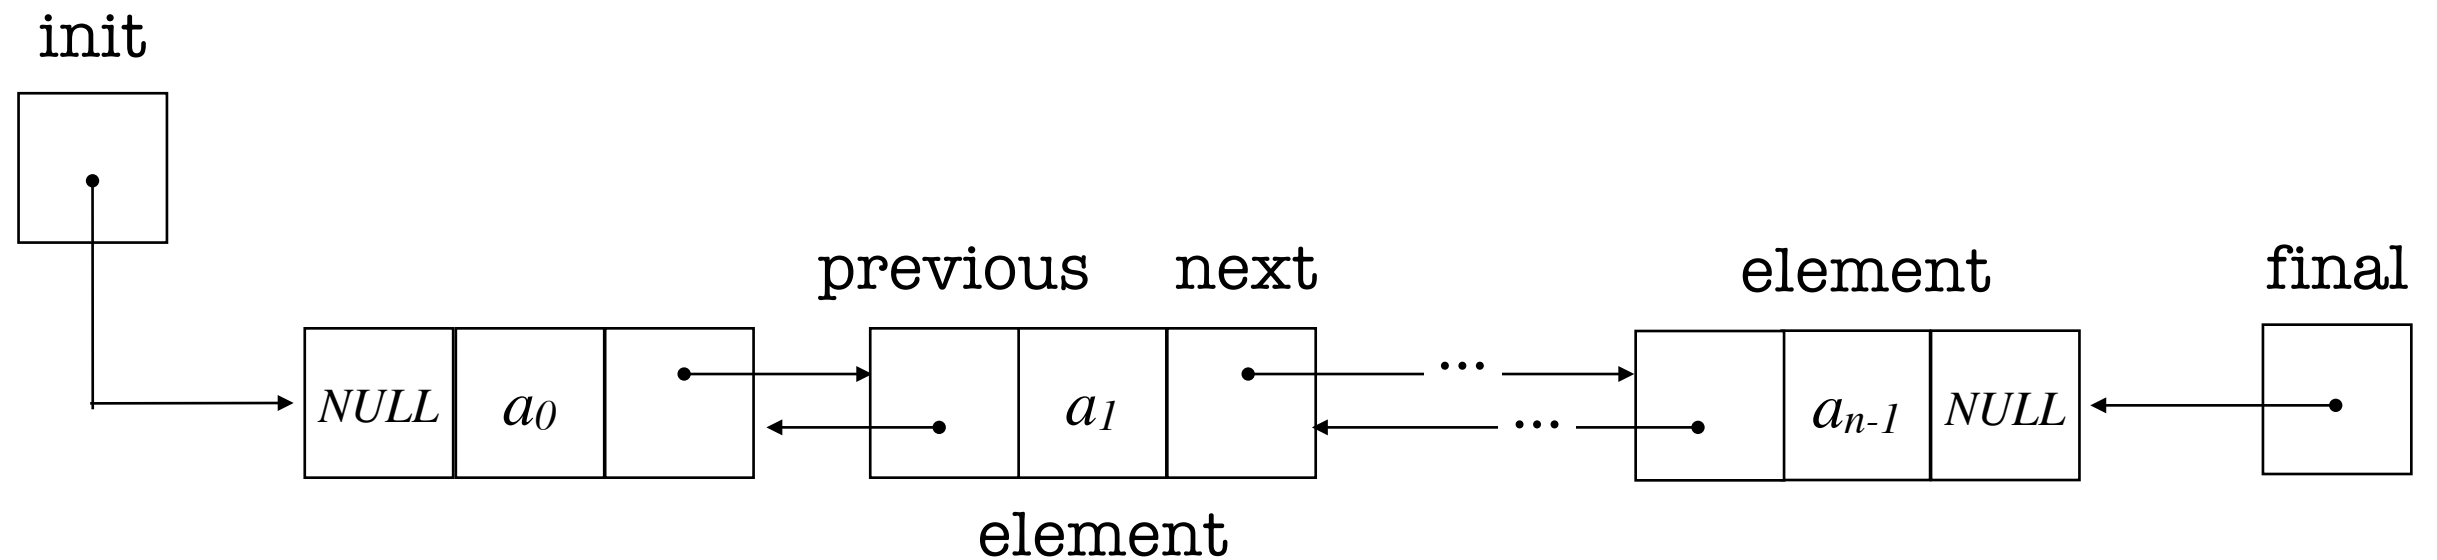 init
previous next element final
NULL a0 a1 ... ... an-1 NULL
element